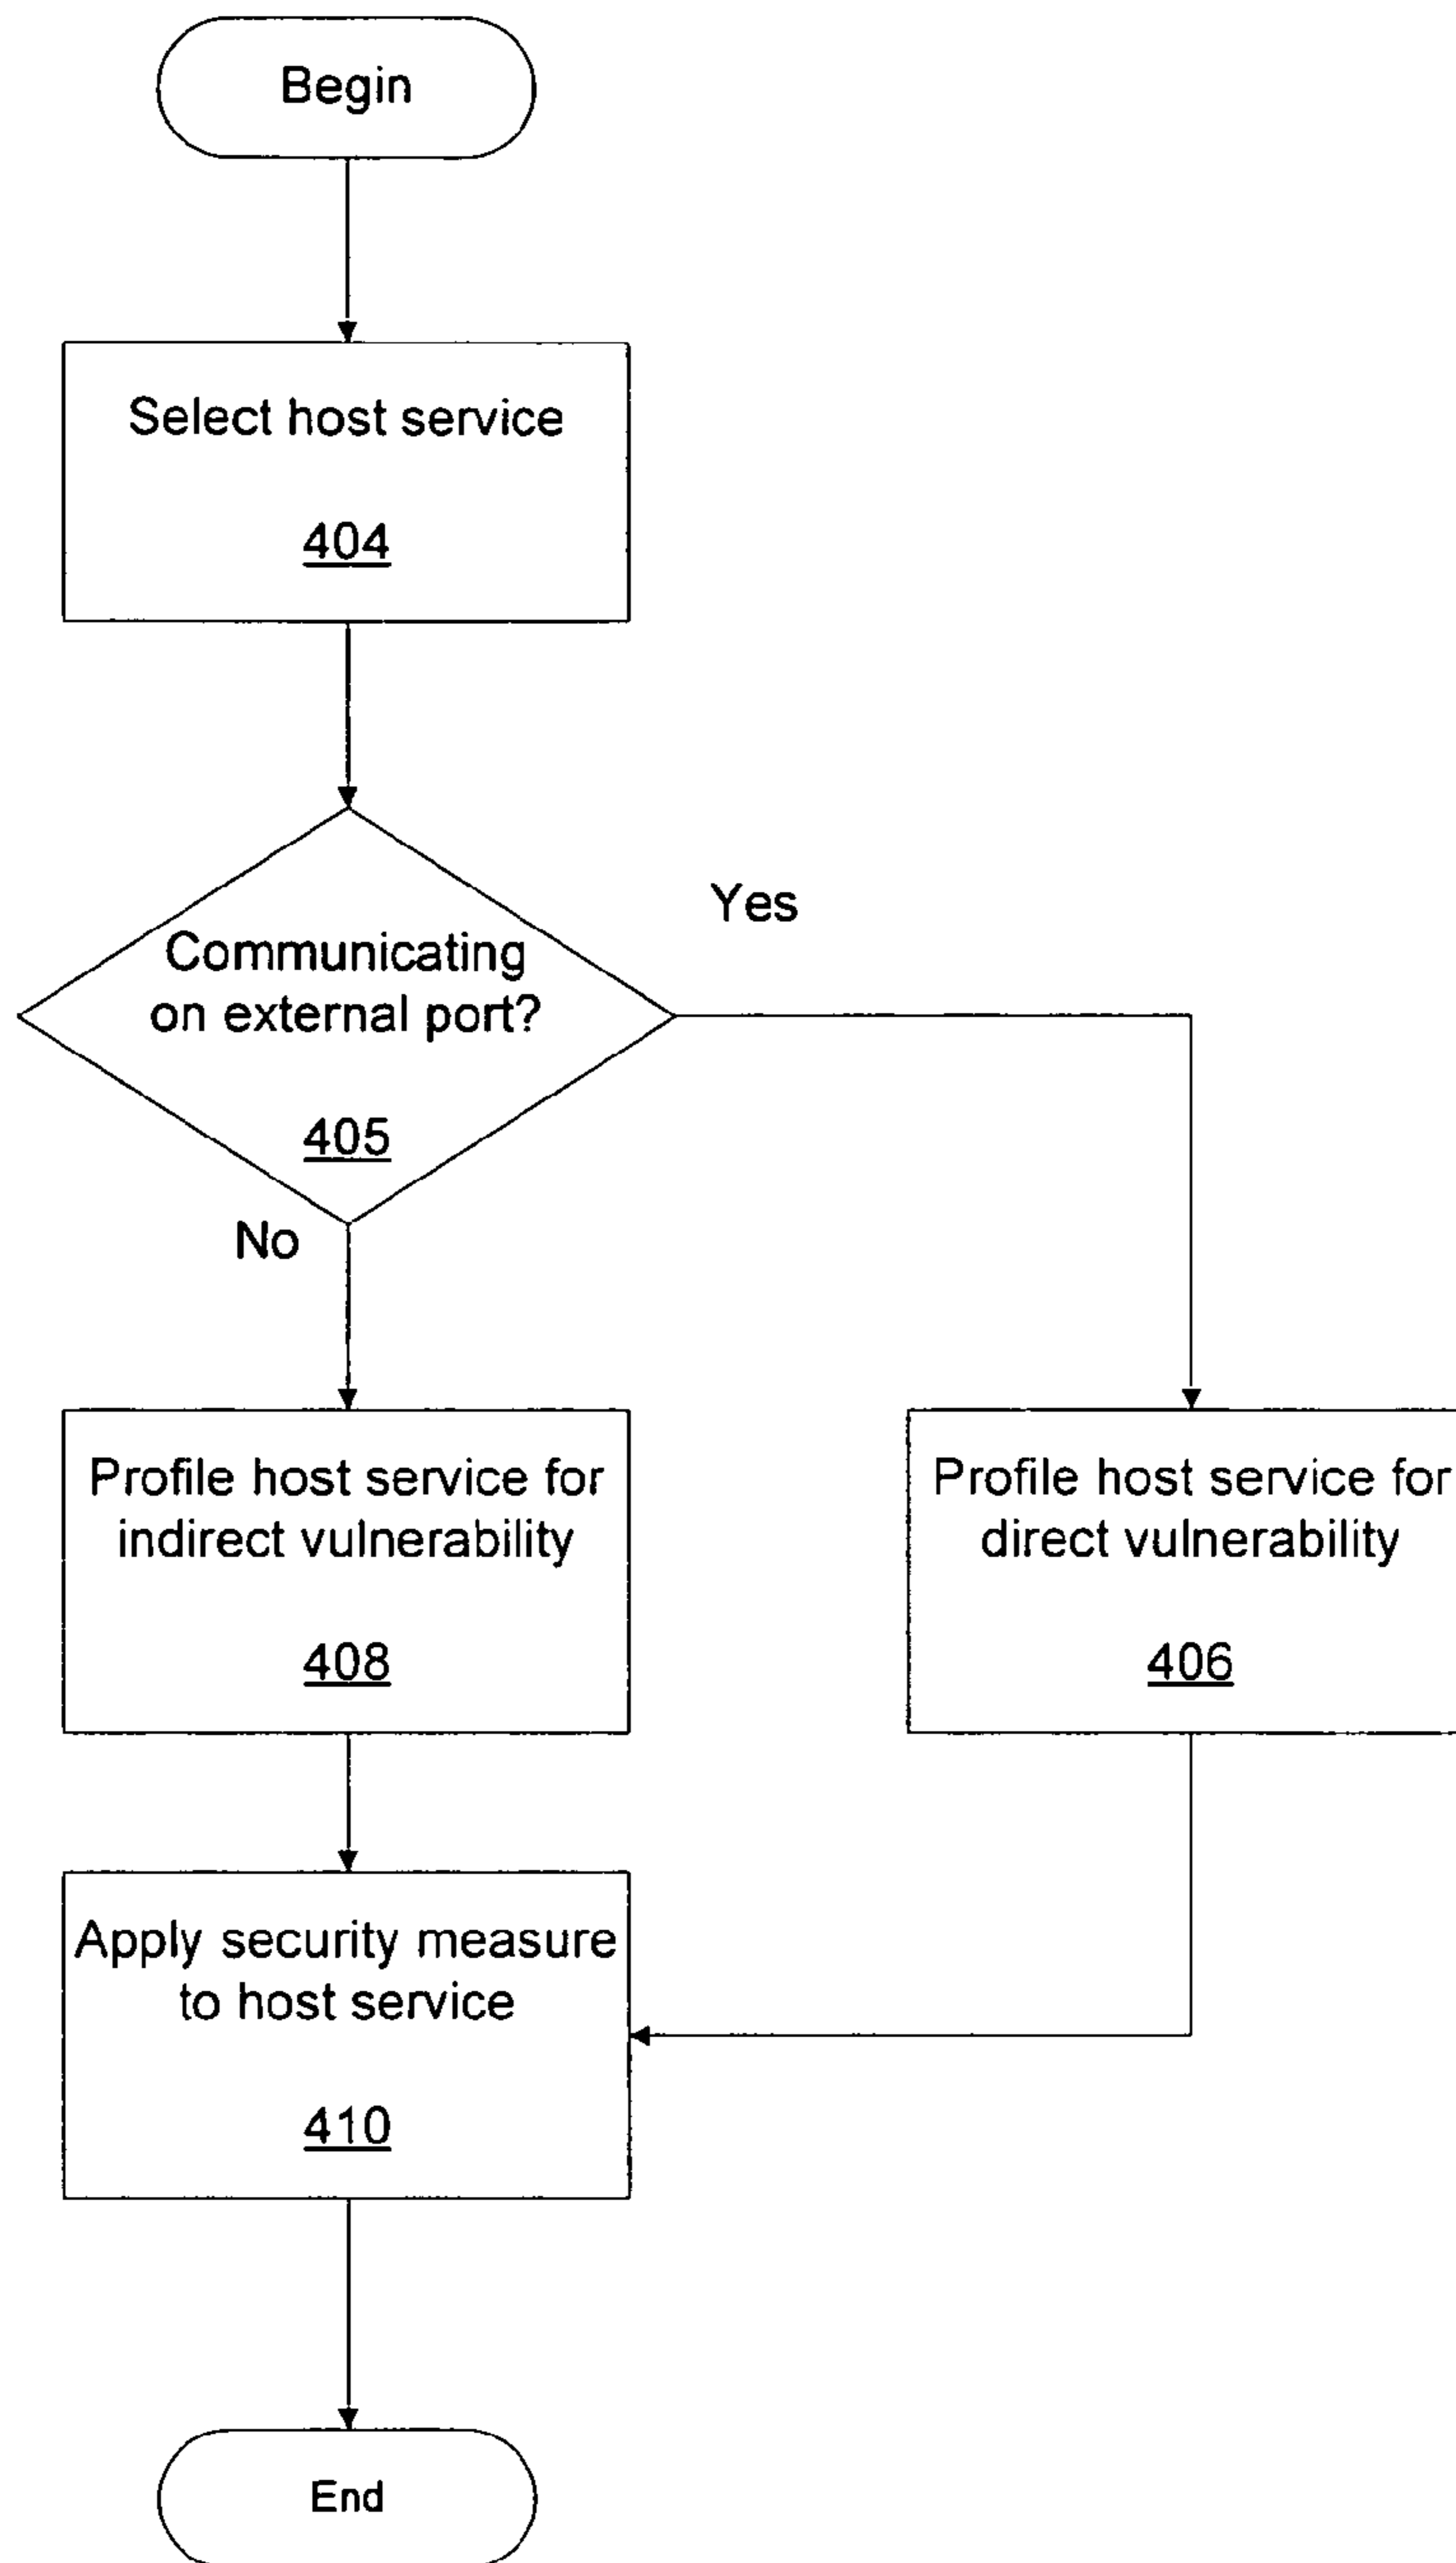 Begin
Select host service
404
Communicating
on external port?
405
Yes
No
Profile host service for
indirect vulnerability
408
Profile host service for
direct vulnerability
406
Apply security measure
to host service
410
End